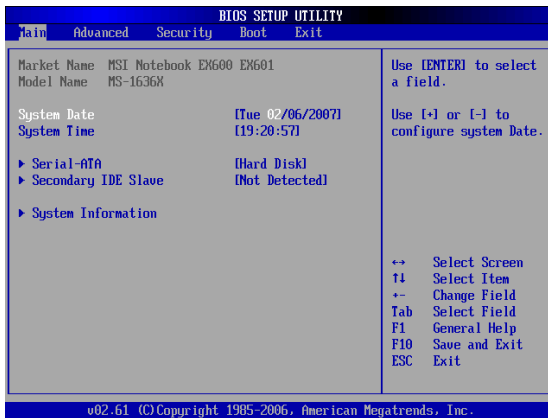 BIOS SETUP UTILITY
Main Advanced Security Boot Exit
Market Name MSI Notebook EX600 EX601
Model Name MS-1636X
System Date [Tue 02/06/2007]
System Time [19:20:57]
▶ Serial-ATA [Hard Disk]
▶ Secondary IDE Slave [Not Detected]
▶ System Information
Use [ENTER] to select
a field.
Use [+] or [-] to
configure system Date.
↔ Select Screen
↑↓ Select Item
+- Change Field
Tab Select Field
F1 General Help
F10 Save and Exit
ESC Exit
v02.61 (C)Copyright 1985-2006, American Megatrends, Inc.